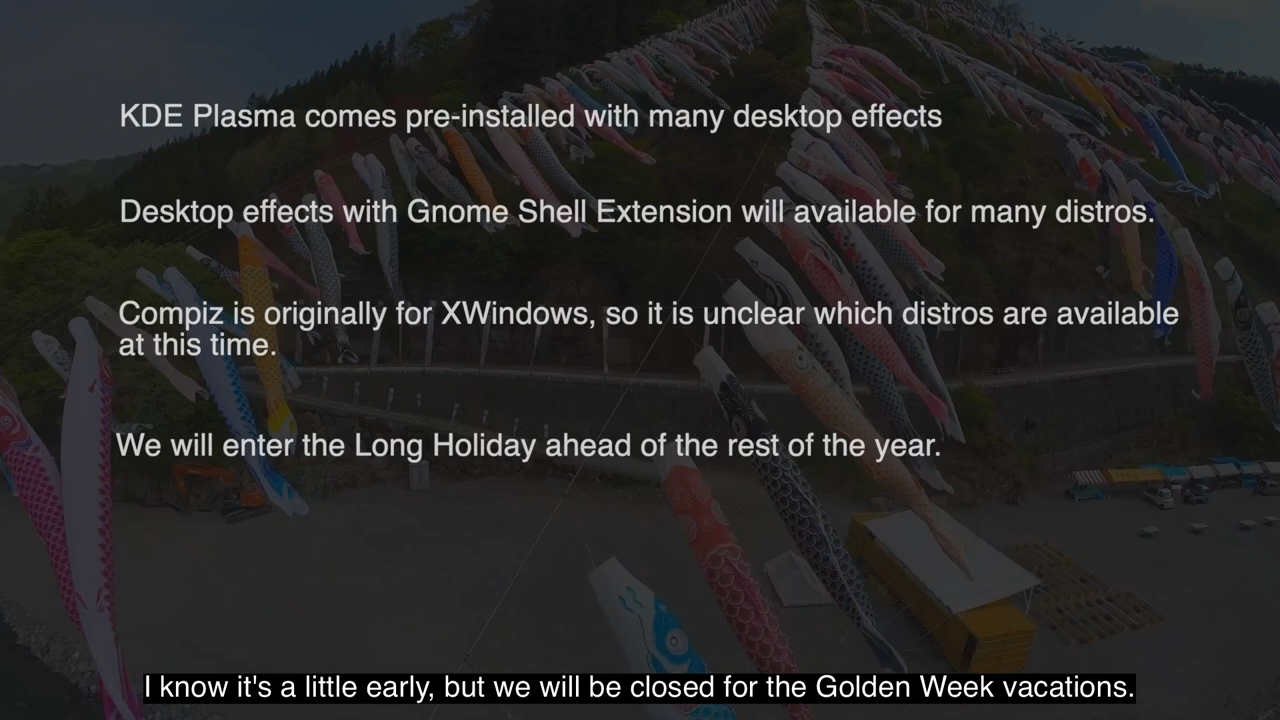 KDE Plasma comes pre-installed with many desktop effects
Desktop effects with Gnome Shell Extension will available for many distros.
Compiz is originally for XWindows, so it is unclear which distros are available
at this time.
We will enter the Long Holiday ahead of the rest of the year.
I know it's a little early, but we will be closed for the Golden Week vacations.